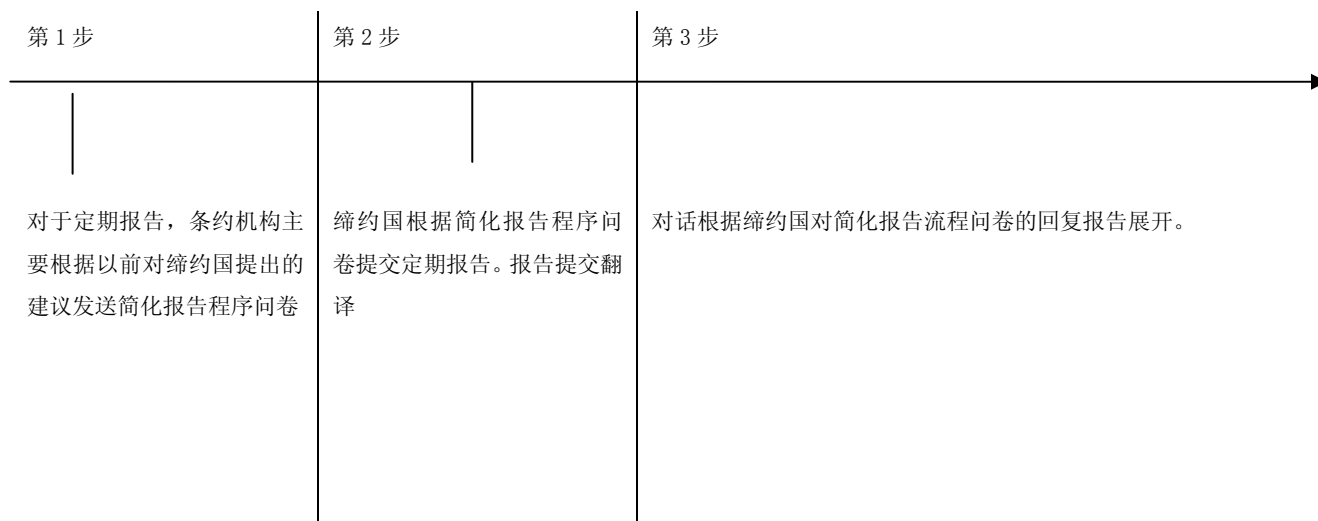 第1步
第2步
第3步
对于定期报告，条约机构主
要根据以前对缔约国提出的
建议发送简化报告程序问卷
缔约国根据简化报告程序问
卷提交定期报告。报告提交翻
译
对话根据缔约国对简化报告流程问卷的回复报告展开。